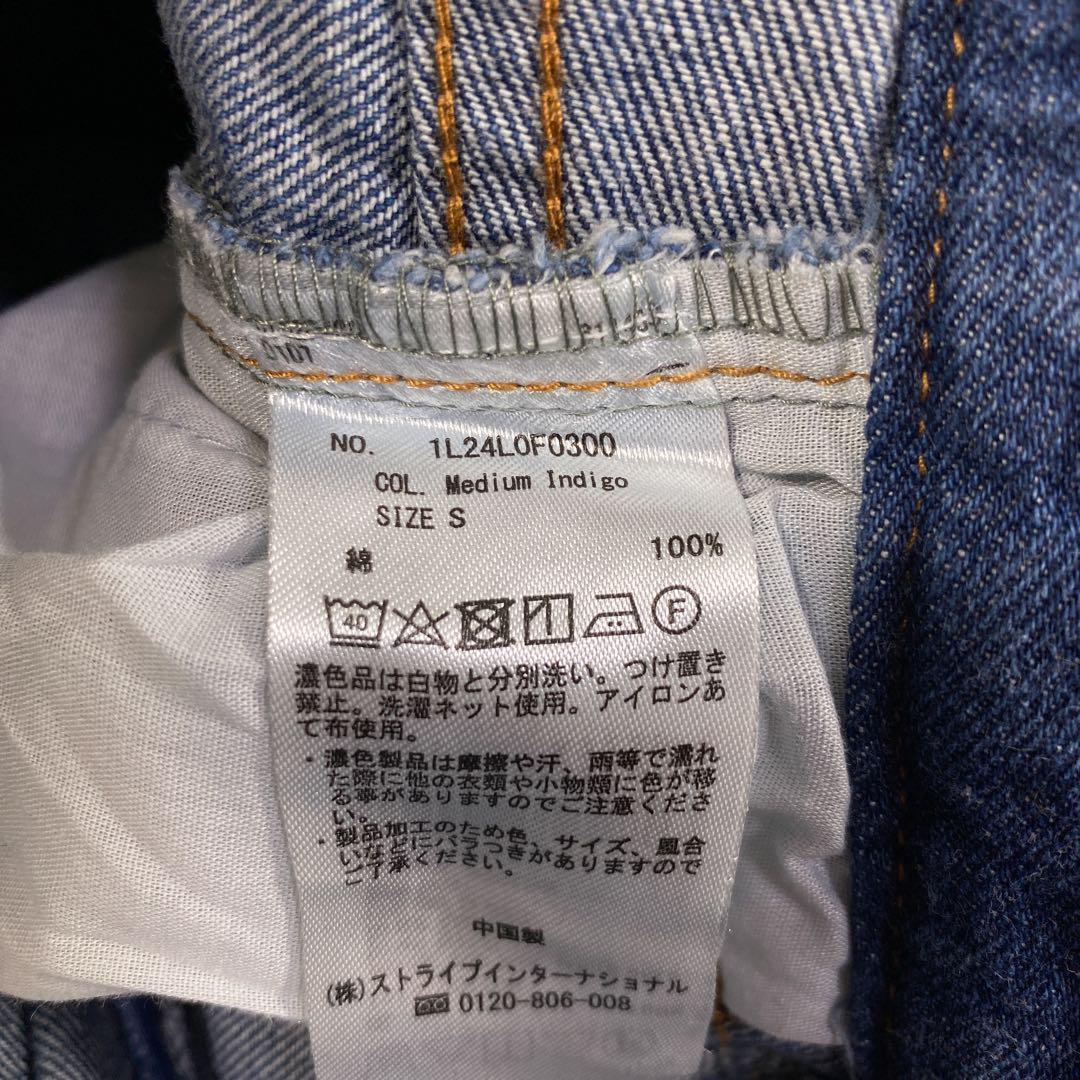 0107
NO. 1L24L0F0300
COL. Medium Indigo
SIZE S
綿 100%
40 F
濃色品は白物と分別洗い。つけ置き
禁止。洗濯ネット使用。アイロンあ
て布使用。
・濃色製品は摩擦や汗、雨等で濡れ
た際に他の衣類や小物類に色が移
る事がありますのでご注意くださ
い。
・製品加工のため色、サイズ、風合
いなどにバラつきがありますので
ご了承ください。
中国製
(株)ストライプインターナショナル
0120-806-008